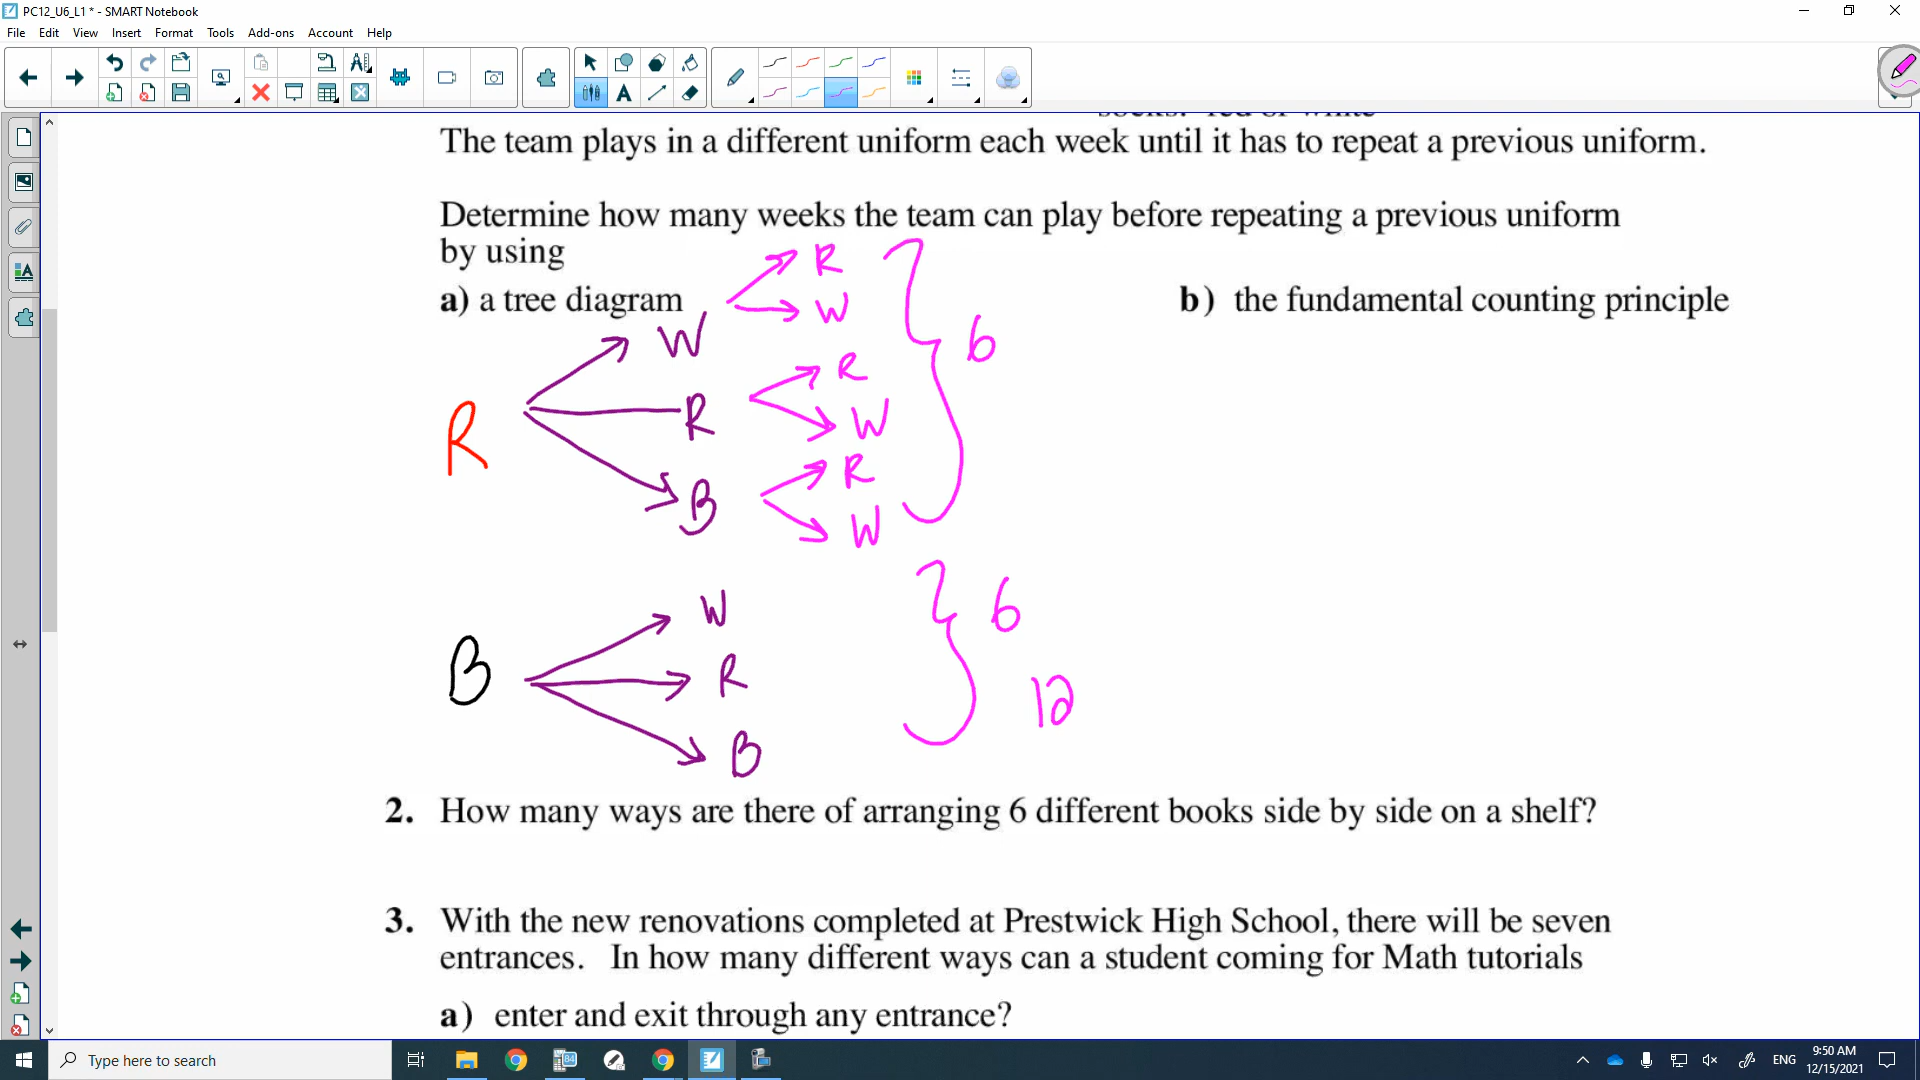 PC12_U6_L1 * - SMART Notebook
File Edit View Insert Format Tools Add-ons Account Help
socks: red or white
The team plays in a different uniform each week until it has to repeat a previous uniform.
Determine how many weeks the team can play before repeating a previous uniform
by using
a) a tree diagram
b) the fundamental counting principle
R
W
W
6
R
R
R
W
R
B
W
W
6
B
R
12
B
2. How many ways are there of arranging 6 different books side by side on a shelf?
3. With the new renovations completed at Prestwick High School, there will be seven
entrances. In how many different ways can a student coming for Math tutorials
a) enter and exit through any entrance?
Type here to search
84
ENG
9:50 AM
12/15/2021